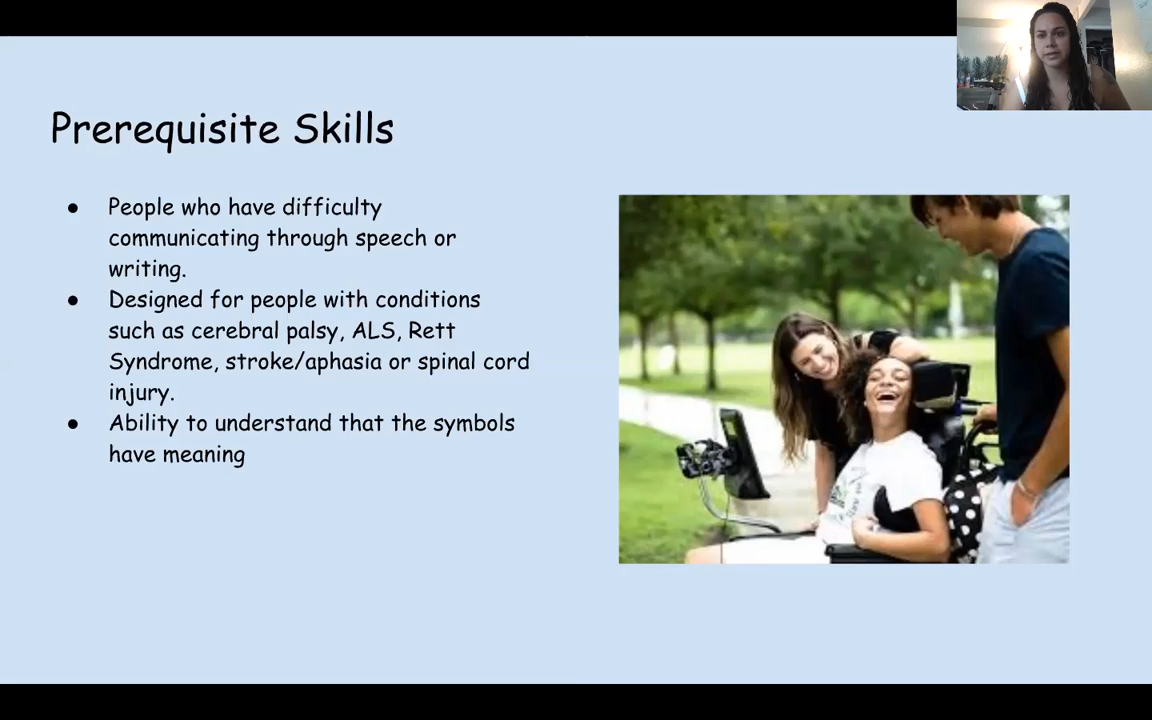 Prerequisite Skills
● People who have difficulty
communicating through speech or
writing.
● Designed for people with conditions
such as cerebral palsy, ALS, Rett
Syndrome, stroke/aphasia or spinal cord
injury.
● Ability to understand that the symbols
have meaning